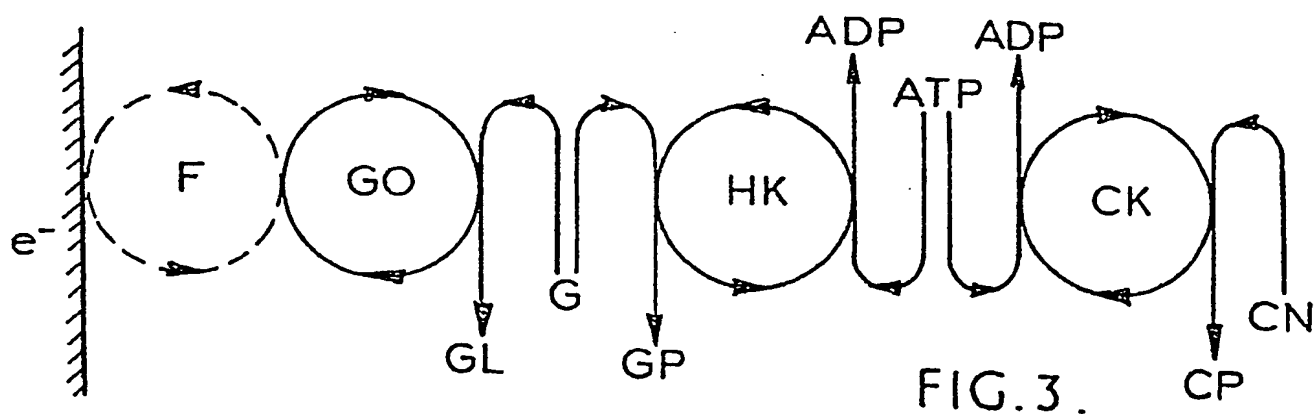 ADP ADP
ATP
F GO HK CK
e⁻
G
GL GP CN
CP
FIG. 3.